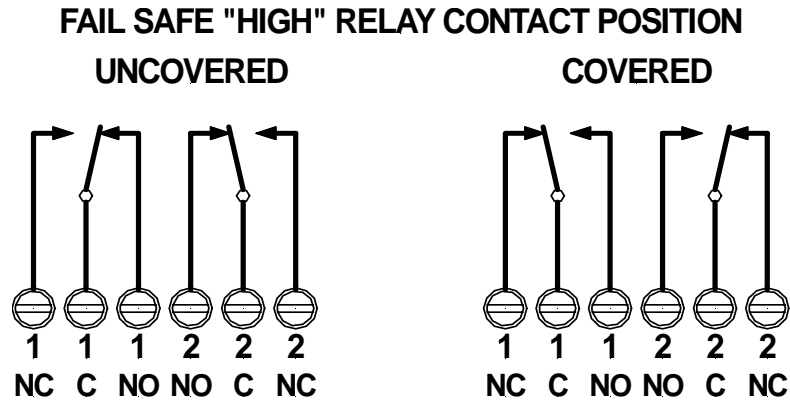 FAIL SAFE "HIGH" RELAY CONTACT POSITION
UNCOVERED COVERED
1 1 1 2 2 2 1 1 1 2 2 2
NC C NO NO C NC NC C NO NO C NC